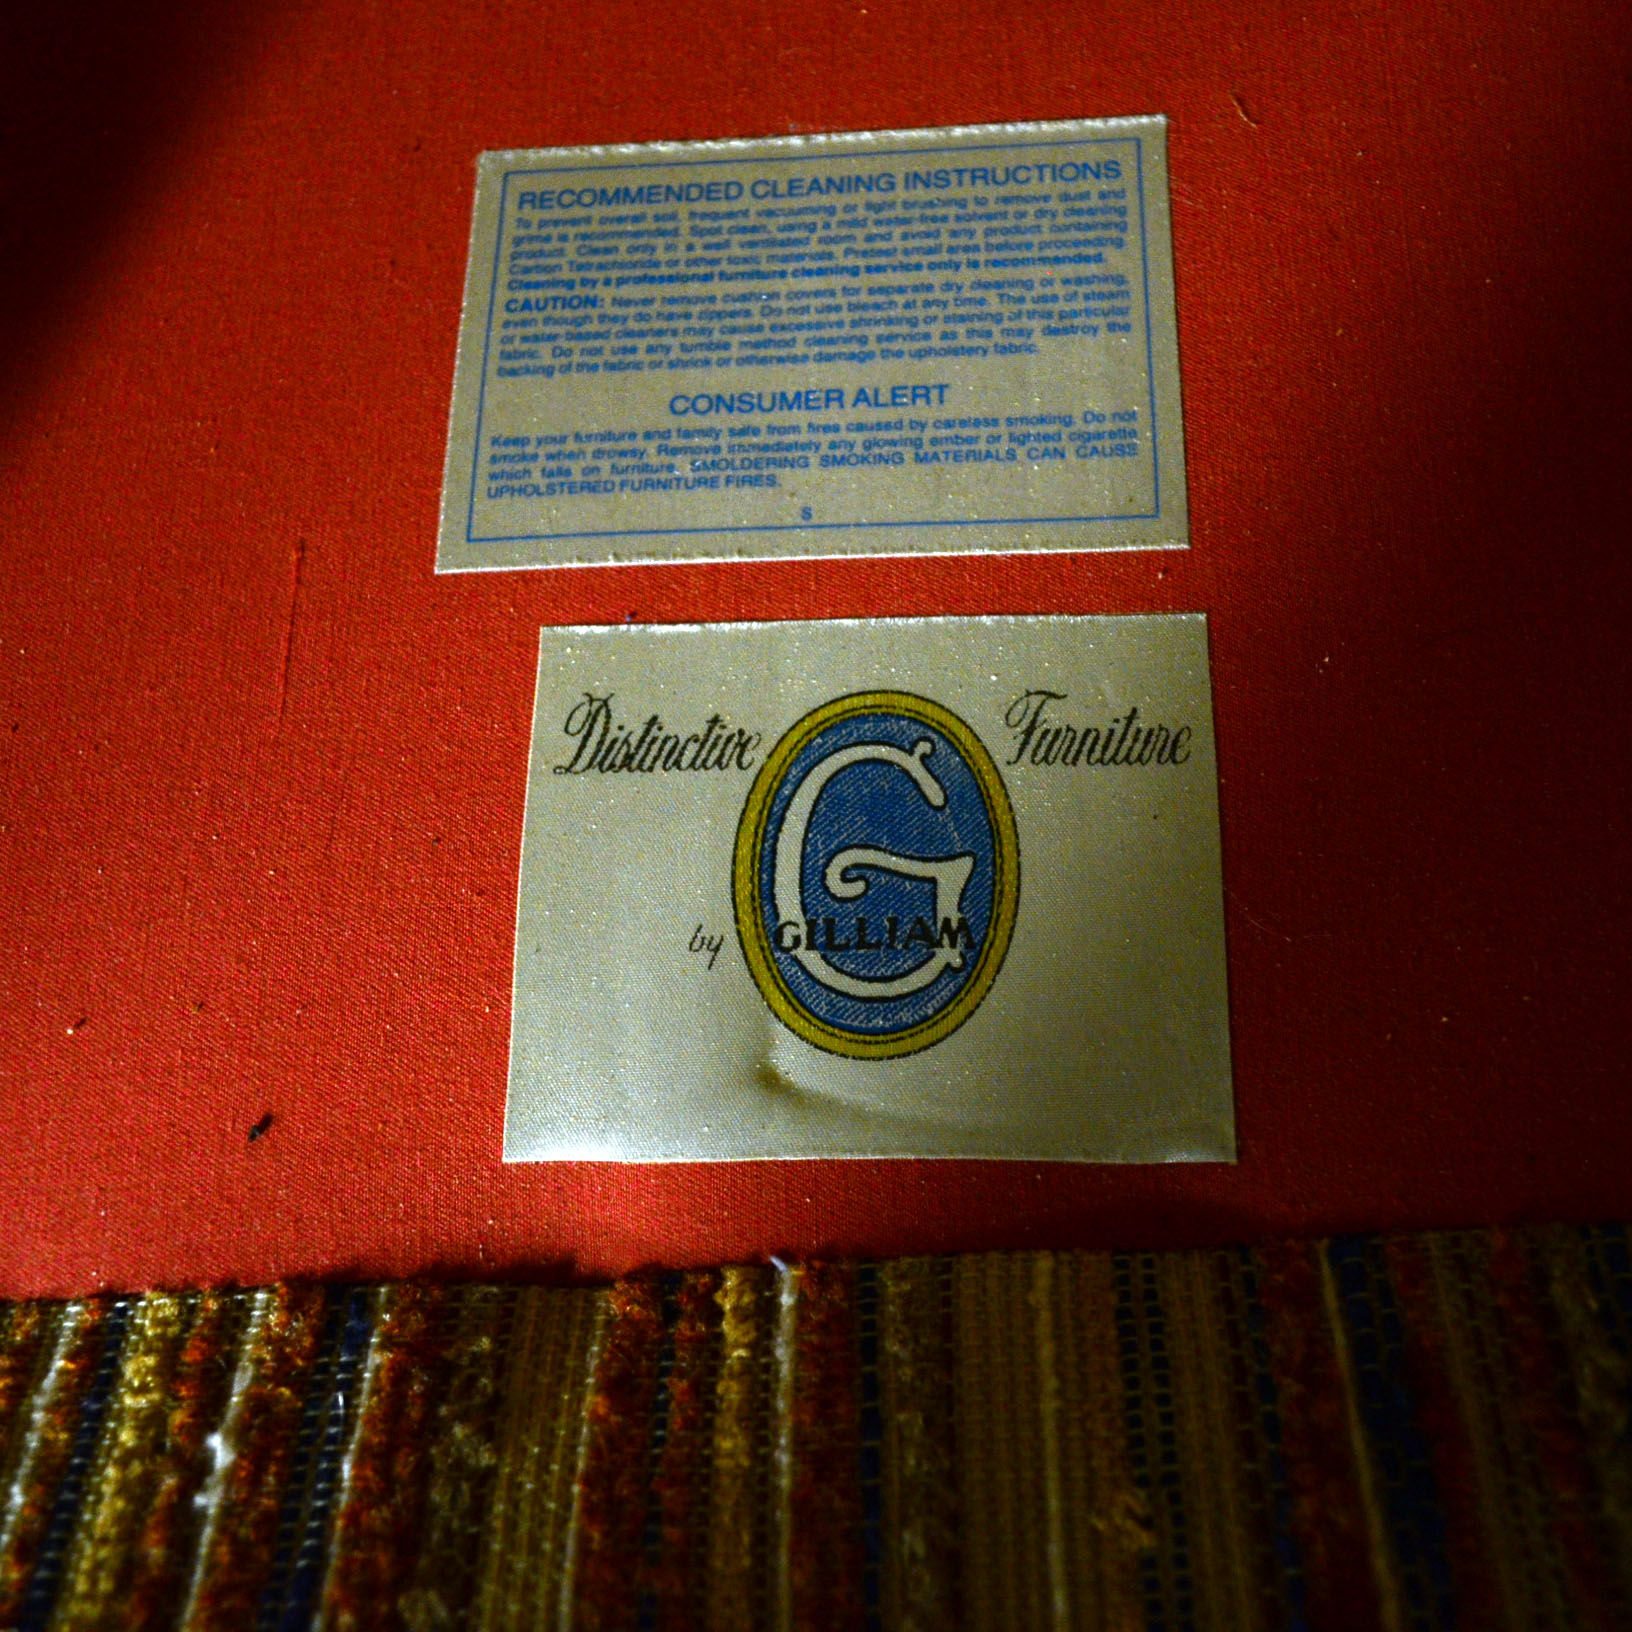 RECOMMENDED CLEANING INSTRUCTIONS
To prevent overall soil, frequent vacuuming or light brushing to remove dust and
grime is recommended. Spot clean, using a mild water-free solvent or dry cleaning
product. Clean only in a well ventilated room and avoid any product containing
Carbon Tetrachloride or other toxic materials. Pretest small area before proceeding.
Cleaning by a professional furniture cleaning service only is recommended.
CAUTION: Never remove cushion covers for separate dry cleaning or washing,
even though they do have zippers. Do not use bleach at any time. The use of steam
or water-based cleaners may cause excessive shrinking or staining of this particular
fabric. Do not use any tumble method cleaning service as this may destroy the
backing of the fabric or shrink or otherwise damage the upholstery fabric.
CONSUMER ALERT
Keep your furniture and family safe from fires caused by careless smoking. Do not
smoke when drowsy. Remove immediately any glowing ember or lighted cigarette
which falls on furniture. SMOLDERING SMOKING MATERIALS CAN CAUSE
UPHOLSTERED FURNITURE FIRES.
S
Distinctive G Furniture
by GILLIAM